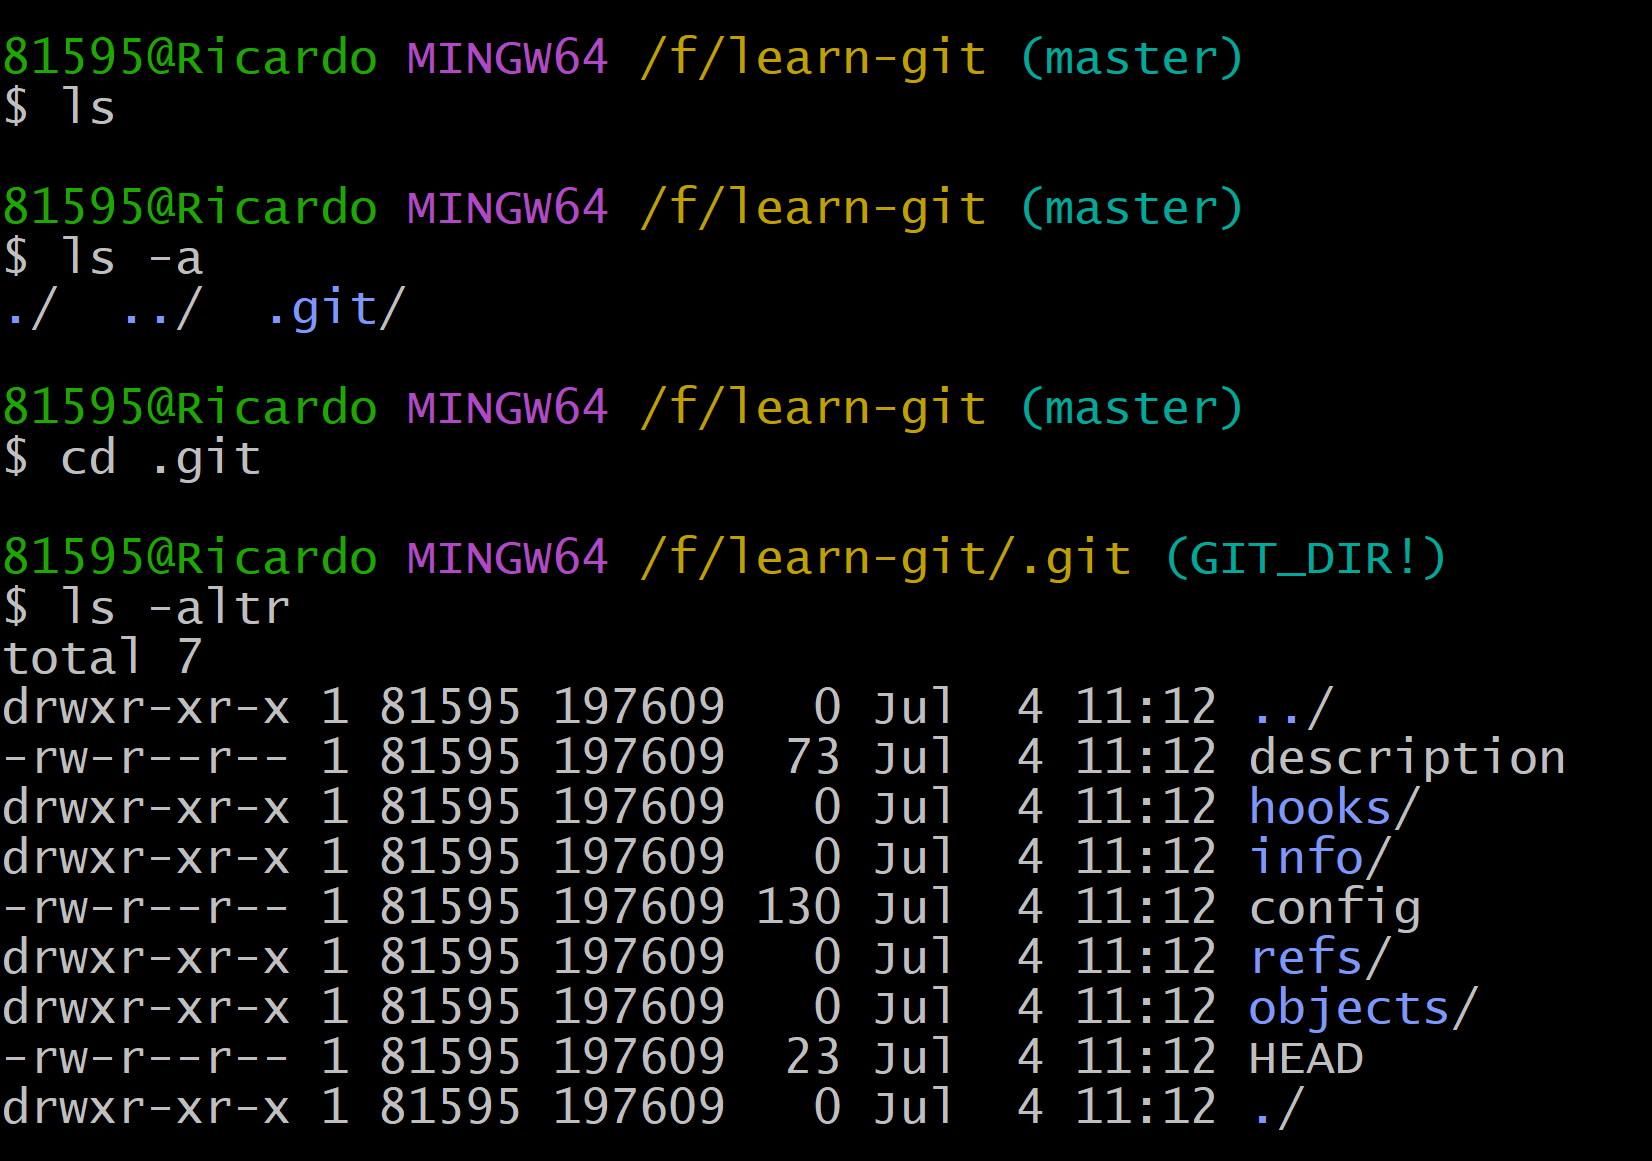 81595@Ricardo MINGW64 /f/learn-git (master)
$ ls

81595@Ricardo MINGW64 /f/learn-git (master)
$ ls -a
./  ../  .git/

81595@Ricardo MINGW64 /f/learn-git (master)
$ cd .git

81595@Ricardo MINGW64 /f/learn-git/.git (GIT_DIR!)
$ ls -altr
total 7
drwxr-xr-x 1 81595 197609   0 Jul  4 11:12 ../
-rw-r--r-- 1 81595 197609  73 Jul  4 11:12 description
drwxr-xr-x 1 81595 197609   0 Jul  4 11:12 hooks/
drwxr-xr-x 1 81595 197609   0 Jul  4 11:12 info/
-rw-r--r-- 1 81595 197609 130 Jul  4 11:12 config
drwxr-xr-x 1 81595 197609   0 Jul  4 11:12 refs/
drwxr-xr-x 1 81595 197609   0 Jul  4 11:12 objects/
-rw-r--r-- 1 81595 197609  23 Jul  4 11:12 HEAD
drwxr-xr-x 1 81595 197609   0 Jul  4 11:12 ./